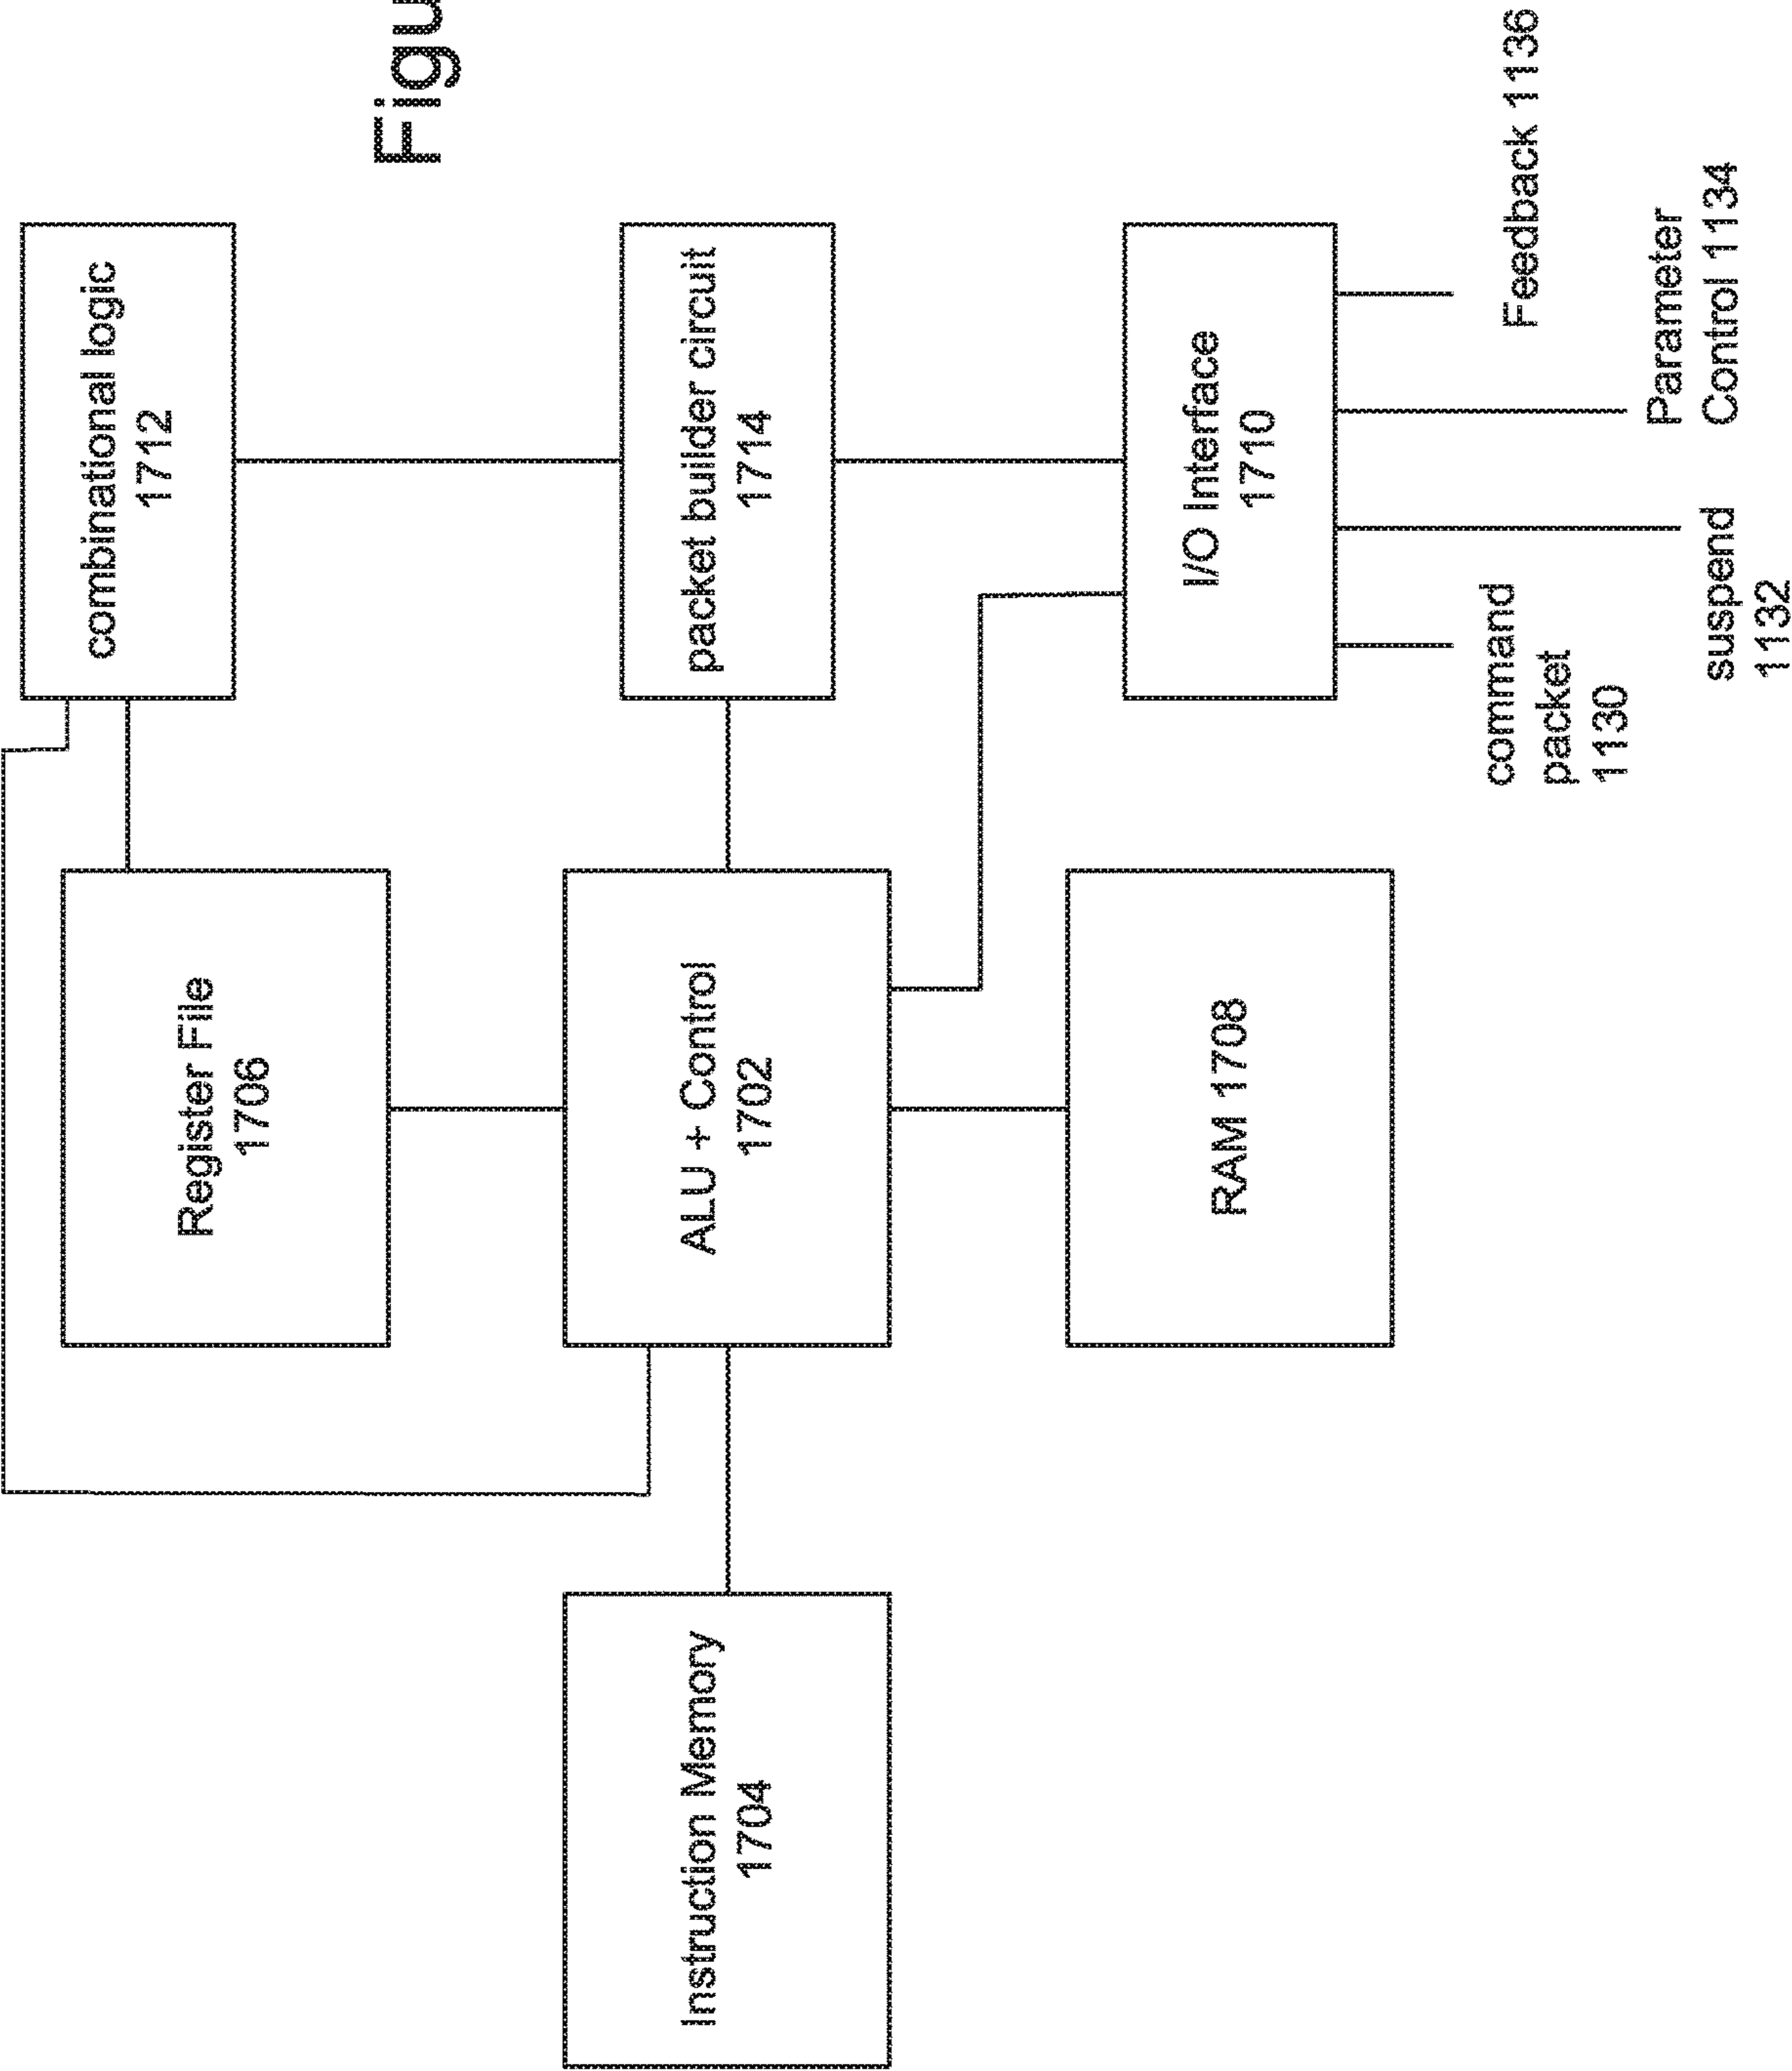 Figu
combinational logic
1712
packet builder circuit
1714
I/O Interface
1710
Feedback 1136
Parameter
Control 1134
suspend
1132
command
packet
1130
Register File
1706
ALU + Control
1702
RAM 1708
Instruction Memory
1704